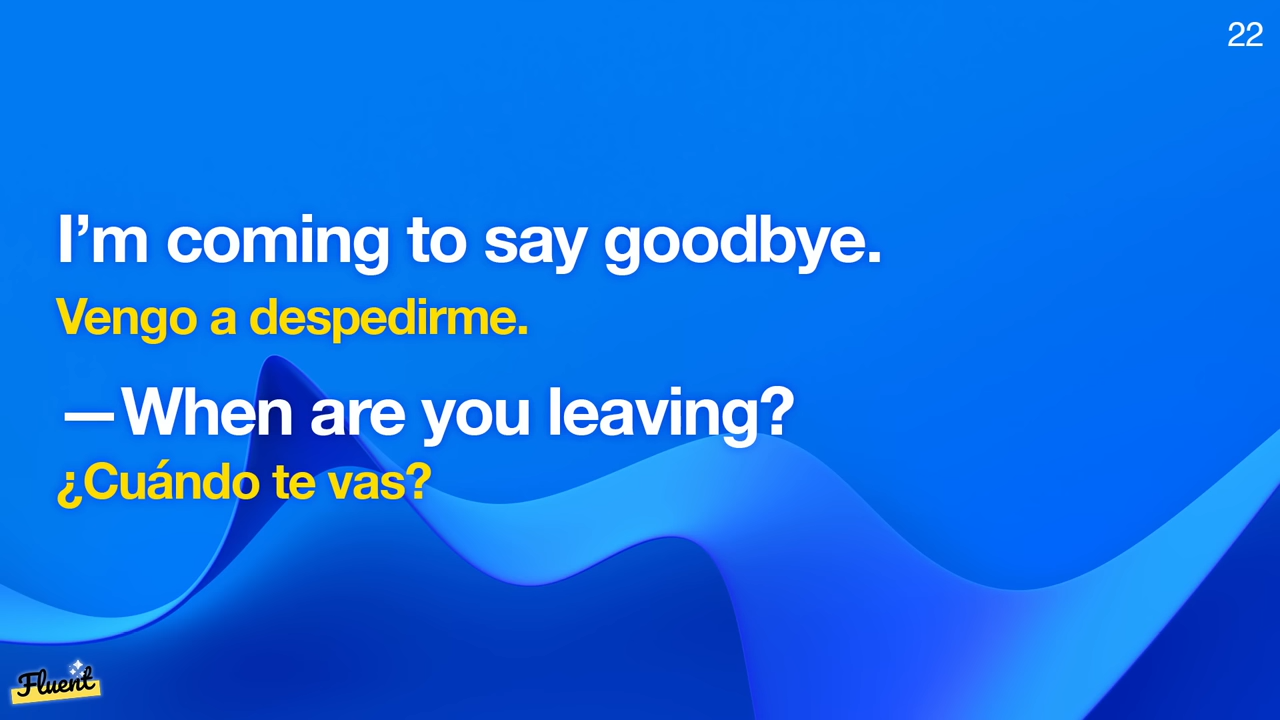 22
I’m coming to say goodbye.
Vengo a despedirme.
—When are you leaving?
¿Cuándo te vas?
Fluent